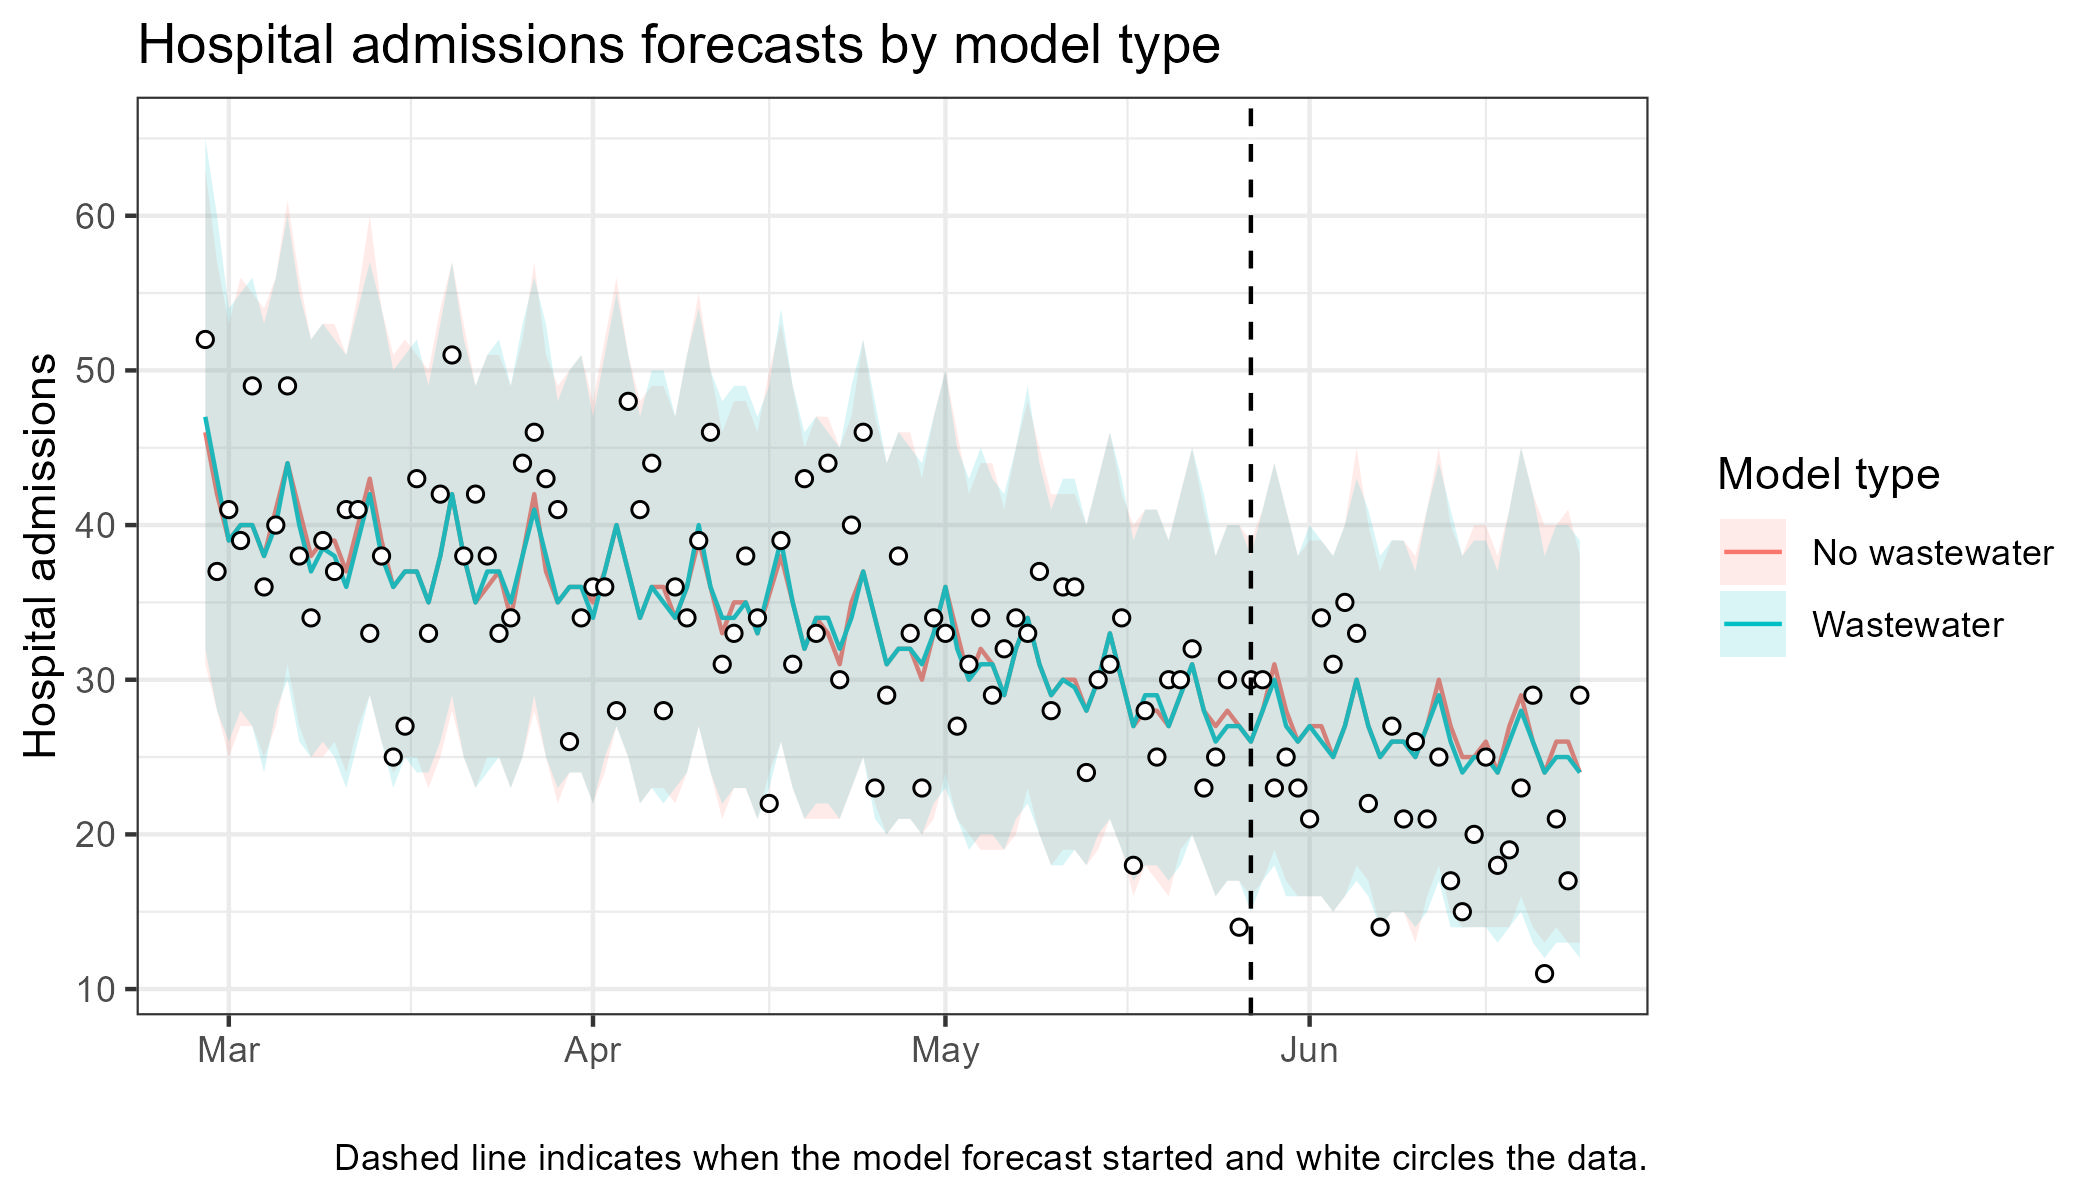 Hospital admissions forecasts by model type
Hospital admissions
60
50
40
30
20
10
Mar
Apr
May
Jun
Model type
No wastewater
Wastewater
Dashed line indicates when the model forecast started and white circles the data.